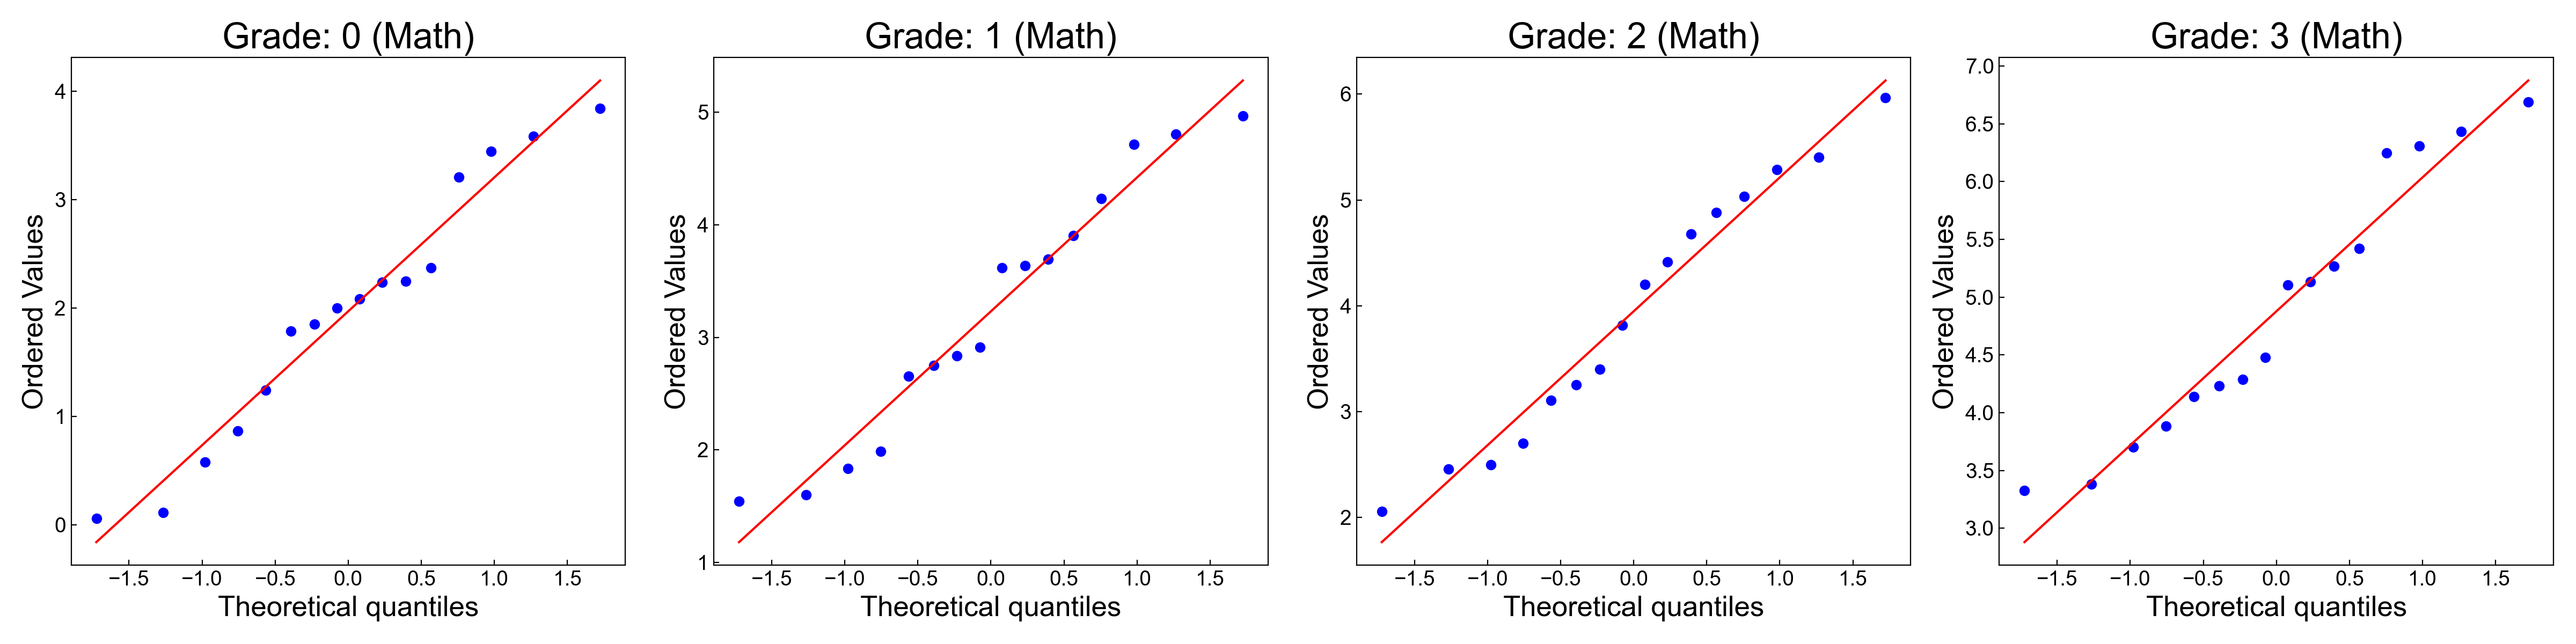 Grade: 0 (Math)
Ordered Values
4
3
2
1
0
−1.5 −1.0 −0.5 0.0 0.5 1.0 1.5
Theoretical quantiles
Grade: 1 (Math)
Ordered Values
5
4
3
2
1
−1.5 −1.0 −0.5 0.0 0.5 1.0 1.5
Theoretical quantiles
Grade: 2 (Math)
Ordered Values
6
5
4
3
2
−1.5 −1.0 −0.5 0.0 0.5 1.0 1.5
Theoretical quantiles
Grade: 3 (Math)
Ordered Values
7.0
6.5
6.0
5.5
5.0
4.5
4.0
3.5
3.0
−1.5 −1.0 −0.5 0.0 0.5 1.0 1.5
Theoretical quantiles